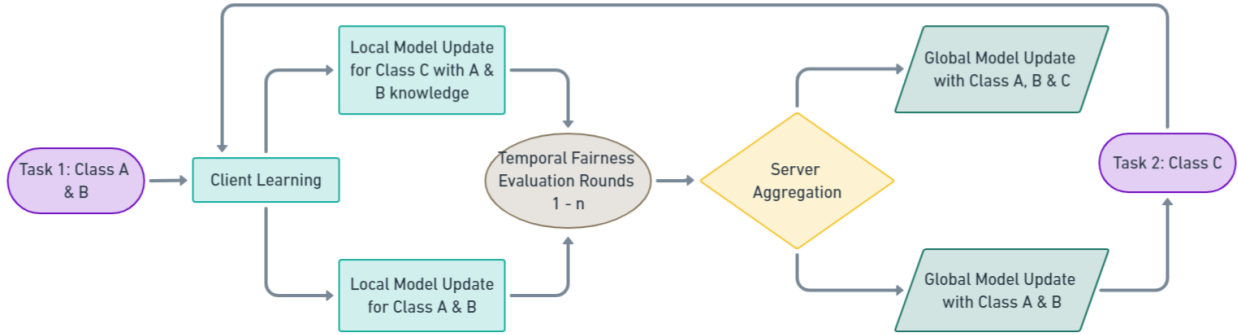 Task 1: Class A
& B
Client Learning
Local Model Update
for Class C with A &
B knowledge
Local Model Update
for Class A & B
Temporal Fairness
Evaluation Rounds
1 - n
Server
Aggregation
Global Model Update
with Class A, B & C
Global Model Update
with Class A & B
Task 2: Class C